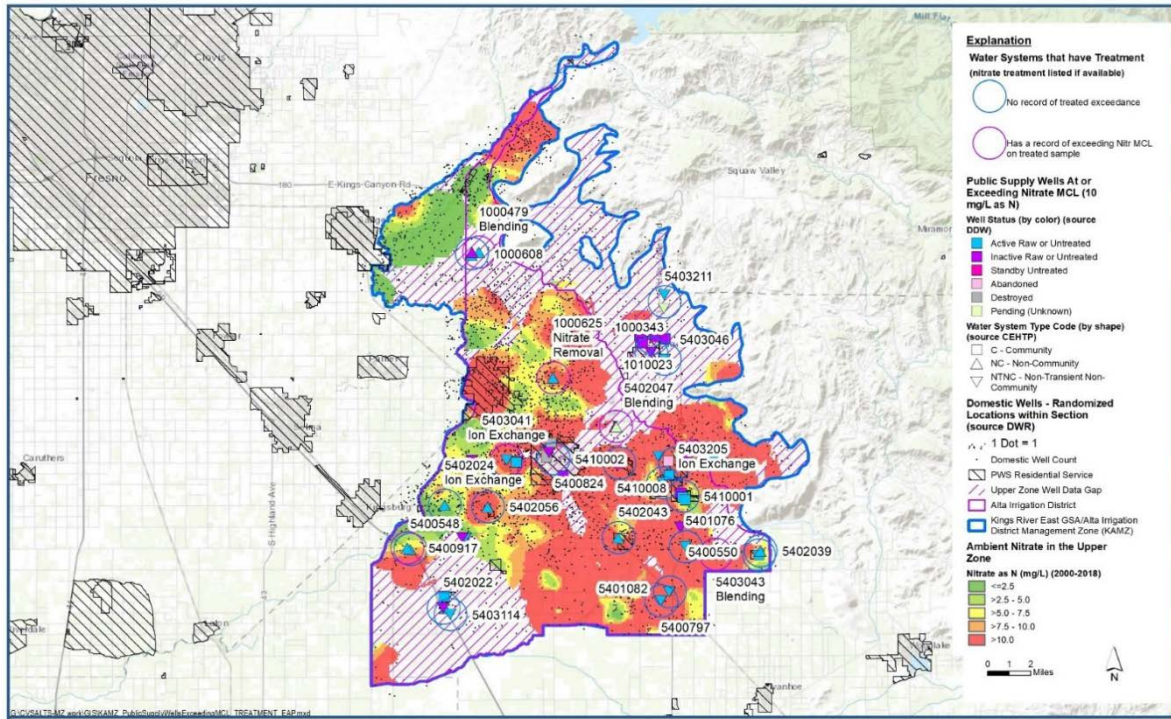 Clovis
Fresno
E Kings-Canyon Rd
180
Squaw Valley
Mill Flat
Caruthers
S Highland Ave
1000479
Blending
1000608
5403211
1000625
Nitrate
Removal
1000343
5403046
1010023
5402047
Blending
5403041
Ion Exchange
5410002
5403205
Ion Exchange
5402024
Ion Exchange
5400824
5410008
5410001
5402056
5402043
5401076
5400548
5400917
5400550
5402039
5402022
5401082
5403043
Blending
5403114
5400797
Explanation
Water Systems that have Treatment
(nitrate treatment listed if available)
No record of treated exceedance
Has a record of exceeding Nitr MCL
on treated sample
Public Supply Wells At or
Exceeding Nitrate MCL (10
mg/L as N)
Well Status (by color) (source
DDW)
Active Raw or Untreated
Inactive Raw or Untreated
Standby Untreated
Abandoned
Destroyed
Pending (Unknown)
Water System Type Code (by shape)
(source CEHTP)
C - Community
NC - Non-Community
NTNC - Non-Transient Non-
Community
Domestic Wells - Randomized
Locations within Section
(source DWR)
1 Dot = 1
Domestic Well Count
PWS Residential Service
Upper Zone Well Data Gap
Alta Irrigation District
Kings River East GSA/Alta Irrigation
District Management Zone (KAMZ)
Ambient Nitrate in the Upper
Zone
Nitrate as N (mg/L) (2000-2018)
<=2.5
>2.5 - 5.0
>5.0 - 7.5
>7.5 - 10.0
>10.0
0 1 2
Miles
N